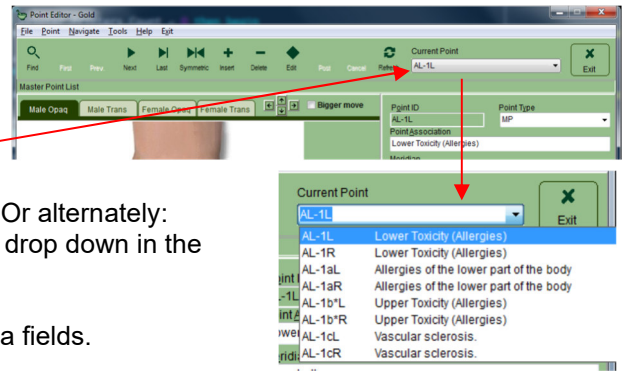 Point Editor - Gold
File Point Navigate Tools Help Exit
Find First Prev Next Last Symmetric Insert Delete Edit Post Cancel Refresh
Current Point
AL-1L
Exit
Master Point List
Male Opaq Male Trans Female Opaq Female Trans Bigger move
Point ID Point Type
AL-1L MP
Point Association
Lower Toxicity (Allergies)
Meridian
Or alternately:
drop down in the
a fields.
Current Point
AL-1L
Exit
AL-1L Lower Toxicity (Allergies)
AL-1R Lower Toxicity (Allergies)
AL-1aL Allergies of the lower part of the body
AL-1aR Allergies of the lower part of the body
AL-1b*L Upper Toxicity (Allergies)
AL-1b*R Upper Toxicity (Allergies)
AL-1cL Vascular sclerosis.
AL-1cR Vascular sclerosis.